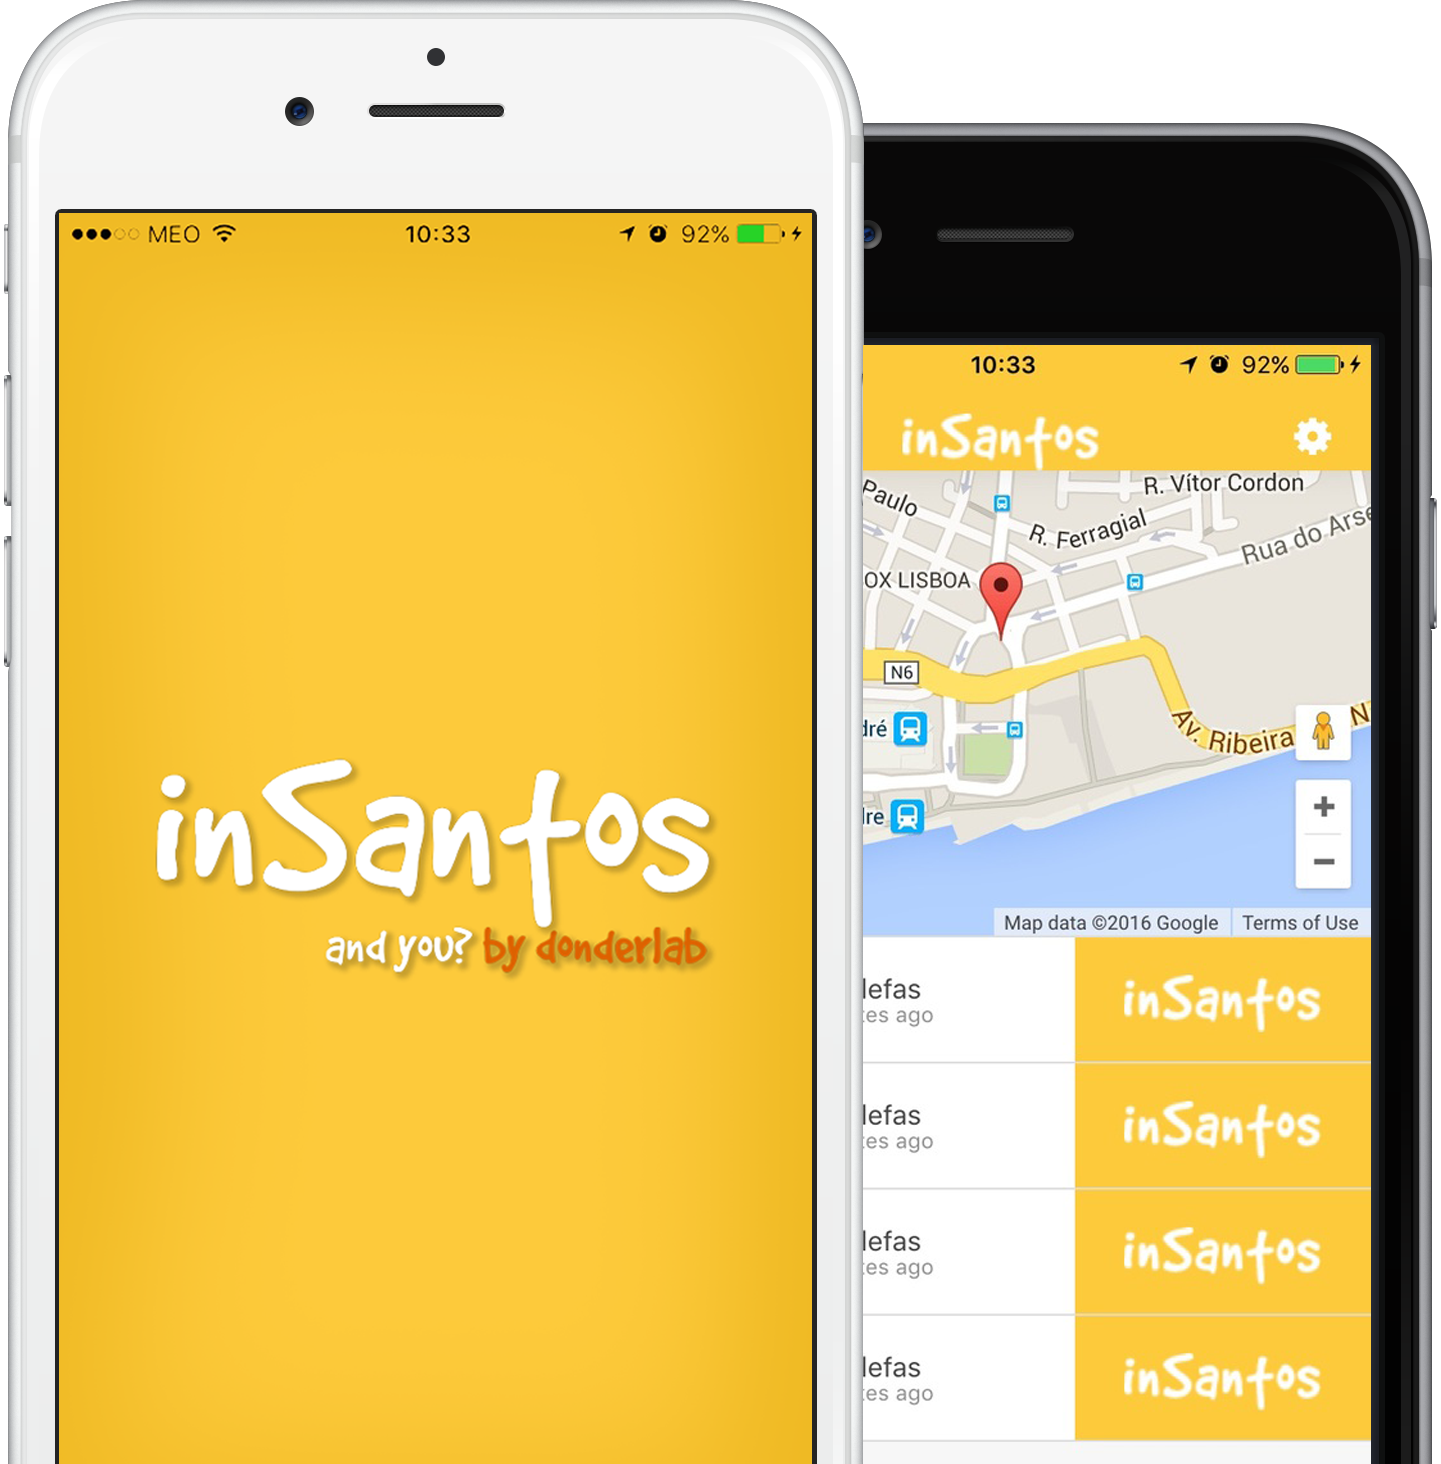 MEO 10:33 92%
inSantos
and you? by donderlab
10:33 92%
inSantos
Paulo
R. Vítor Cordon
R. Ferragial
Rua do Arse
OX LISBOA
N6
dré
Av. Ribeira
N
dre
+
−
Map data ©2016 Google Terms of Use
lefas
tes ago
inSantos
lefas
tes ago
inSantos
lefas
tes ago
inSantos
lefas
tes ago
inSantos